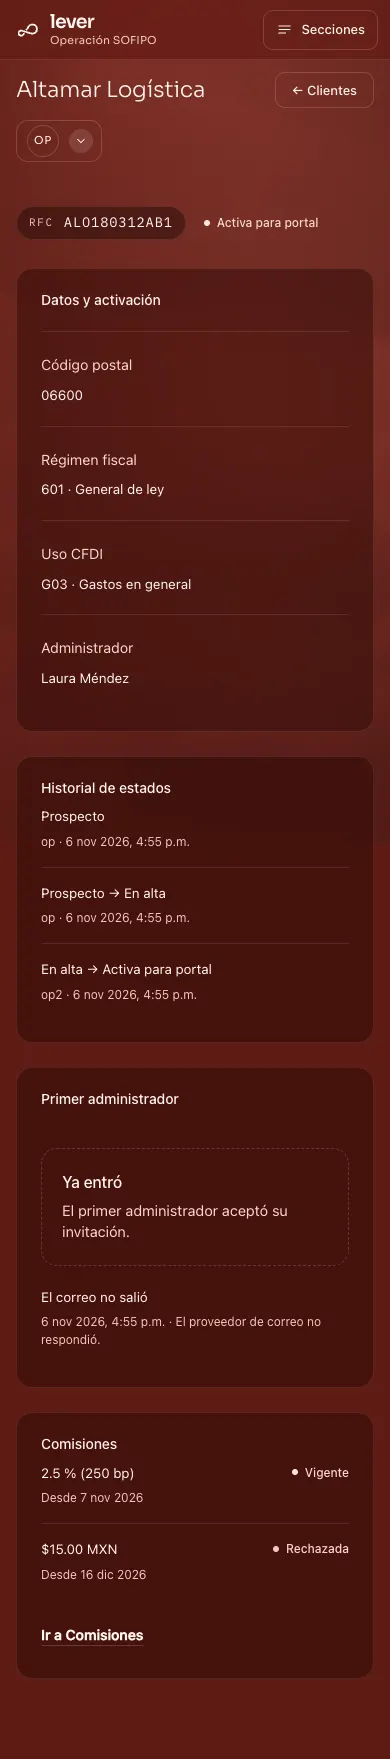 lever
Operación SOFIPO
Secciones
Altamar Logística
← Clientes
OP
RFC ALO180312AB1
Activa para portal
Datos y activación
Código postal
06600
Régimen fiscal
601 · General de ley
Uso CFDI
G03 · Gastos en general
Administrador
Laura Méndez
Historial de estados
Prospecto
op · 6 nov 2026, 4:55 p.m.
Prospecto → En alta
op · 6 nov 2026, 4:55 p.m.
En alta → Activa para portal
op2 · 6 nov 2026, 4:55 p.m.
Primer administrador
Ya entró
El primer administrador aceptó su
invitación.
El correo no salió
6 nov 2026, 4:55 p.m. · El proveedor de correo no
respondió.
Comisiones
2.5 % (250 bp)
Vigente
Desde 7 nov 2026
$15.00 MXN
Rechazada
Desde 16 dic 2026
Ir a Comisiones